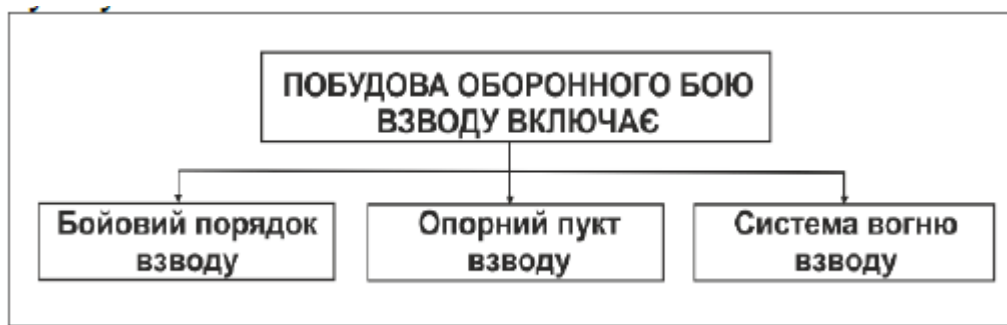 ПОБУДОВА ОБОРОННОГО БОЮ
ВЗВОДУ ВКЛЮЧАЄ
Бойовий порядок
взводу
Опорний пукт
взводу
Система вогню
взводу